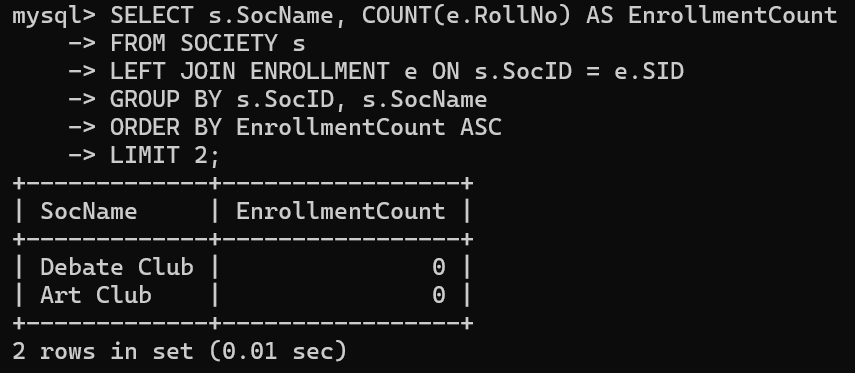 mysql> SELECT s.SocName, COUNT(e.RollNo) AS EnrollmentCount
    -> FROM SOCIETY s
    -> LEFT JOIN ENROLLMENT e ON s.SocID = e.SID
    -> GROUP BY s.SocID, s.SocName
    -> ORDER BY EnrollmentCount ASC
    -> LIMIT 2;
+-------------+-----------------+
| SocName     | EnrollmentCount |
+-------------+-----------------+
| Debate Club |               0 |
| Art Club    |               0 |
+-------------+-----------------+
2 rows in set (0.01 sec)